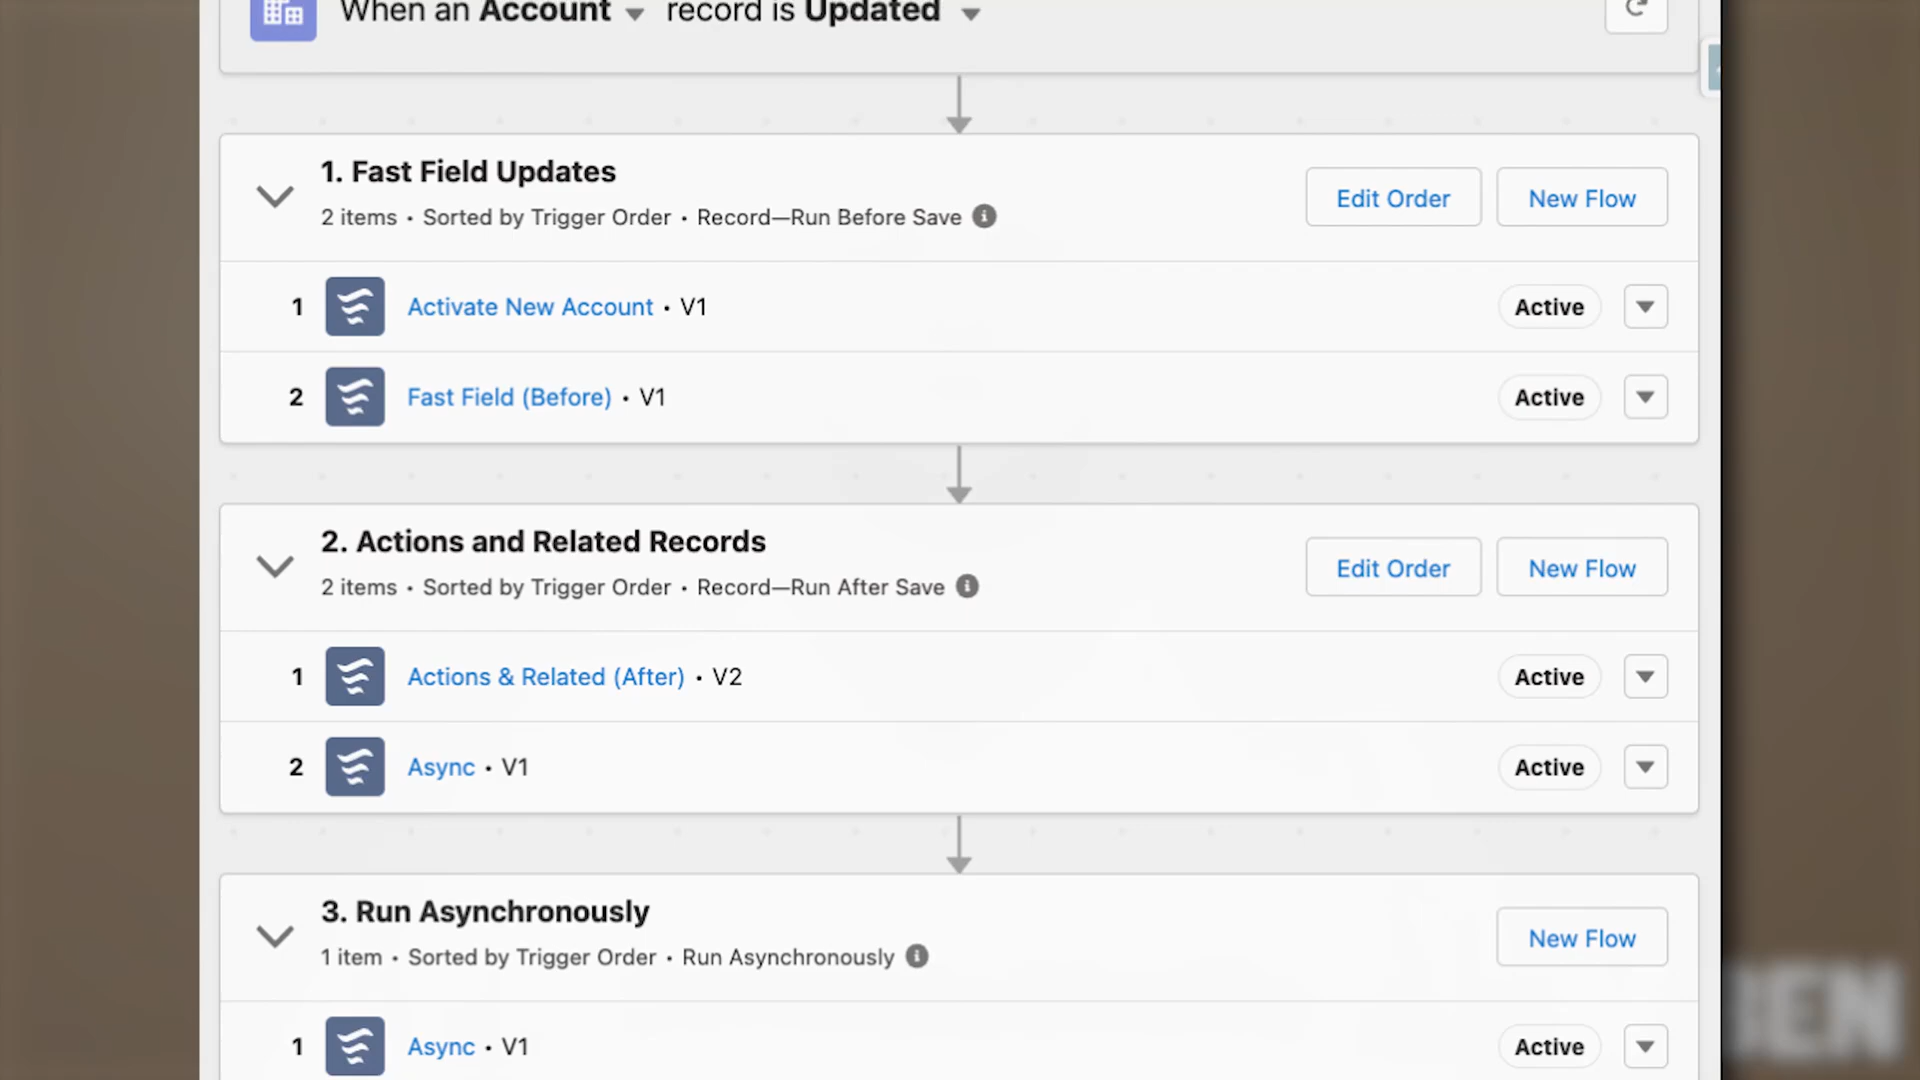 When an Account record is Updated
1. Fast Field Updates
2 items • Sorted by Trigger Order • Record—Run Before Save
Edit Order
New Flow
1 Activate New Account • V1 Active
2 Fast Field (Before) • V1 Active
2. Actions and Related Records
2 items • Sorted by Trigger Order • Record—Run After Save
Edit Order
New Flow
1 Actions & Related (After) • V2 Active
2 Async • V1 Active
3. Run Asynchronously
1 item • Sorted by Trigger Order • Run Asynchronously
New Flow
1 Async • V1 Active